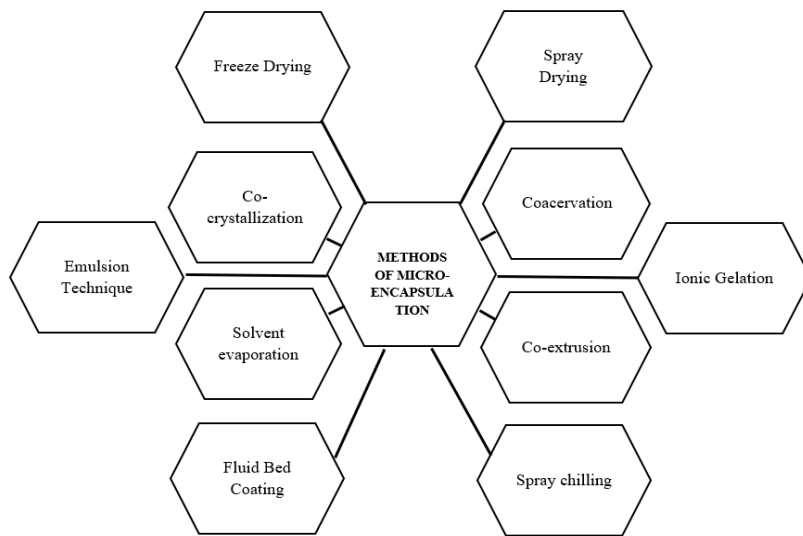 Freeze Drying
Spray
Drying
Co-
crystallization
Coacervation
Emulsion
Technique
METHODS
OF MICRO-
ENCAPSULA
TION
Ionic Gelation
Solvent
evaporation
Co-extrusion
Fluid Bed
Coating
Spray chilling